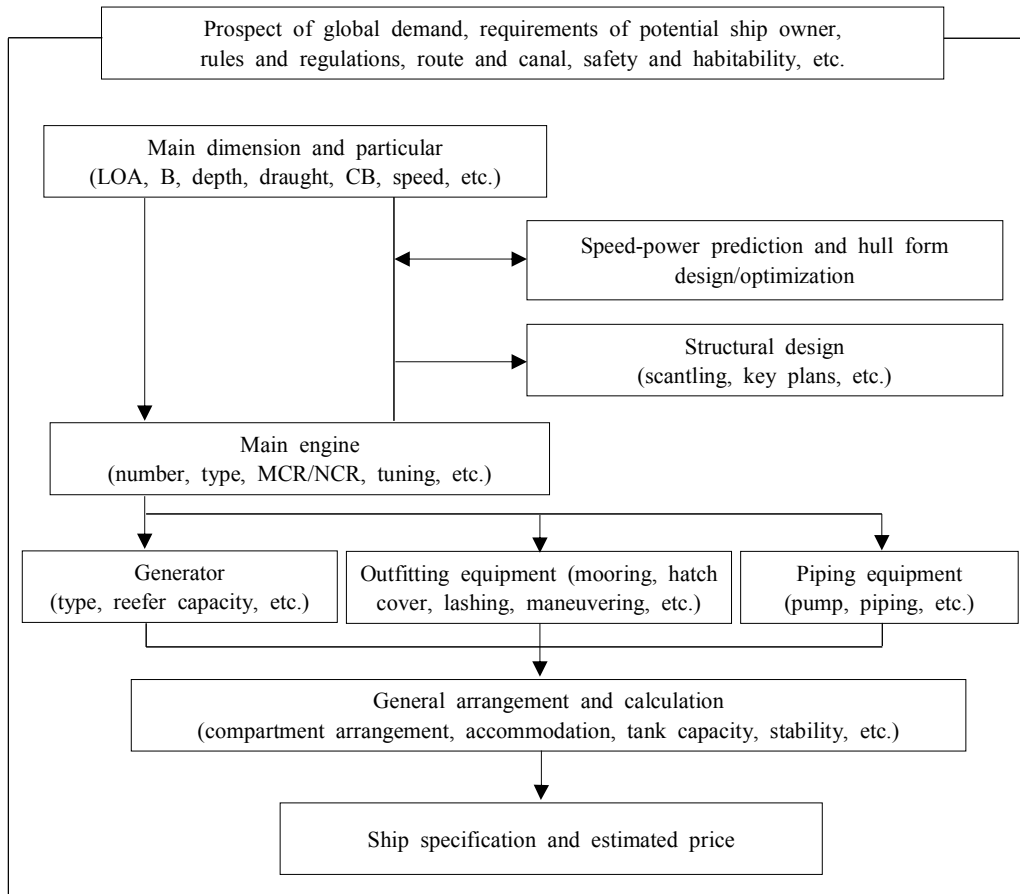 Prospect of global demand, requirements of potential ship owner,
rules and regulations, route and canal, safety and habitability, etc.
Main dimension and particular
(LOA, B, depth, draught, CB, speed, etc.)
Speed-power prediction and hull form
design/optimization
Structural design
(scantling, key plans, etc.)
Main engine
(number, type, MCR/NCR, tuning, etc.)
Generator
(type, reefer capacity, etc.)
Outfitting equipment (mooring, hatch
cover, lashing, maneuvering, etc.)
Piping equipment
(pump, piping, etc.)
General arrangement and calculation
(compartment arrangement, accommodation, tank capacity, stability, etc.)
Ship specification and estimated price